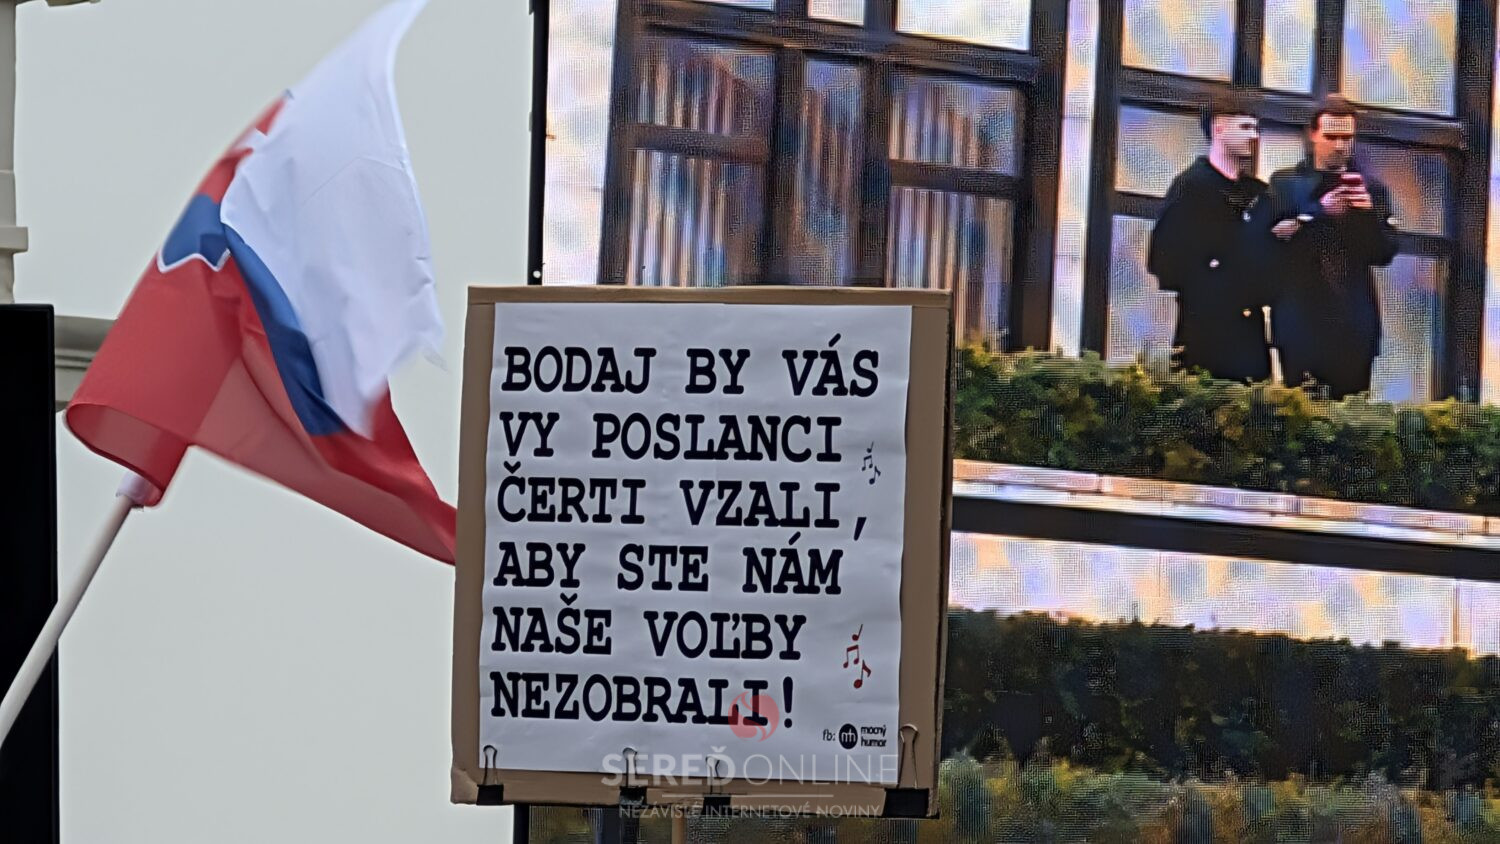 BODAJ BY VÁS
VY POSLANCI
ČERTI VZALI,
ABY STE NÁM
NAŠE VOĽBY
NEZOBRALI!
fb: mh mocný
humor
SEREĎONLINE
NEZÁVISLÉ INTERNETOVÉ NOVINY